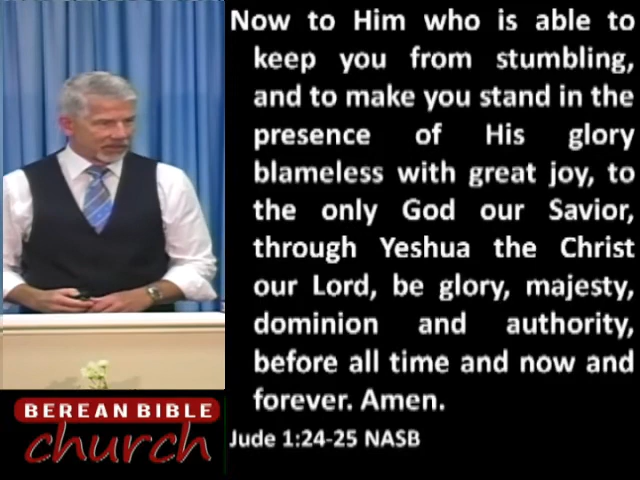 Now to Him who is able to
keep you from stumbling,
and to make you stand in the
presence of His glory
blameless with great joy, to
the only God our Savior,
through Yeshua the Christ
our Lord, be glory, majesty,
dominion and authority,
before all time and now and
forever. Amen.
Jude 1:24-25 NASB
BEREAN BIBLE
church